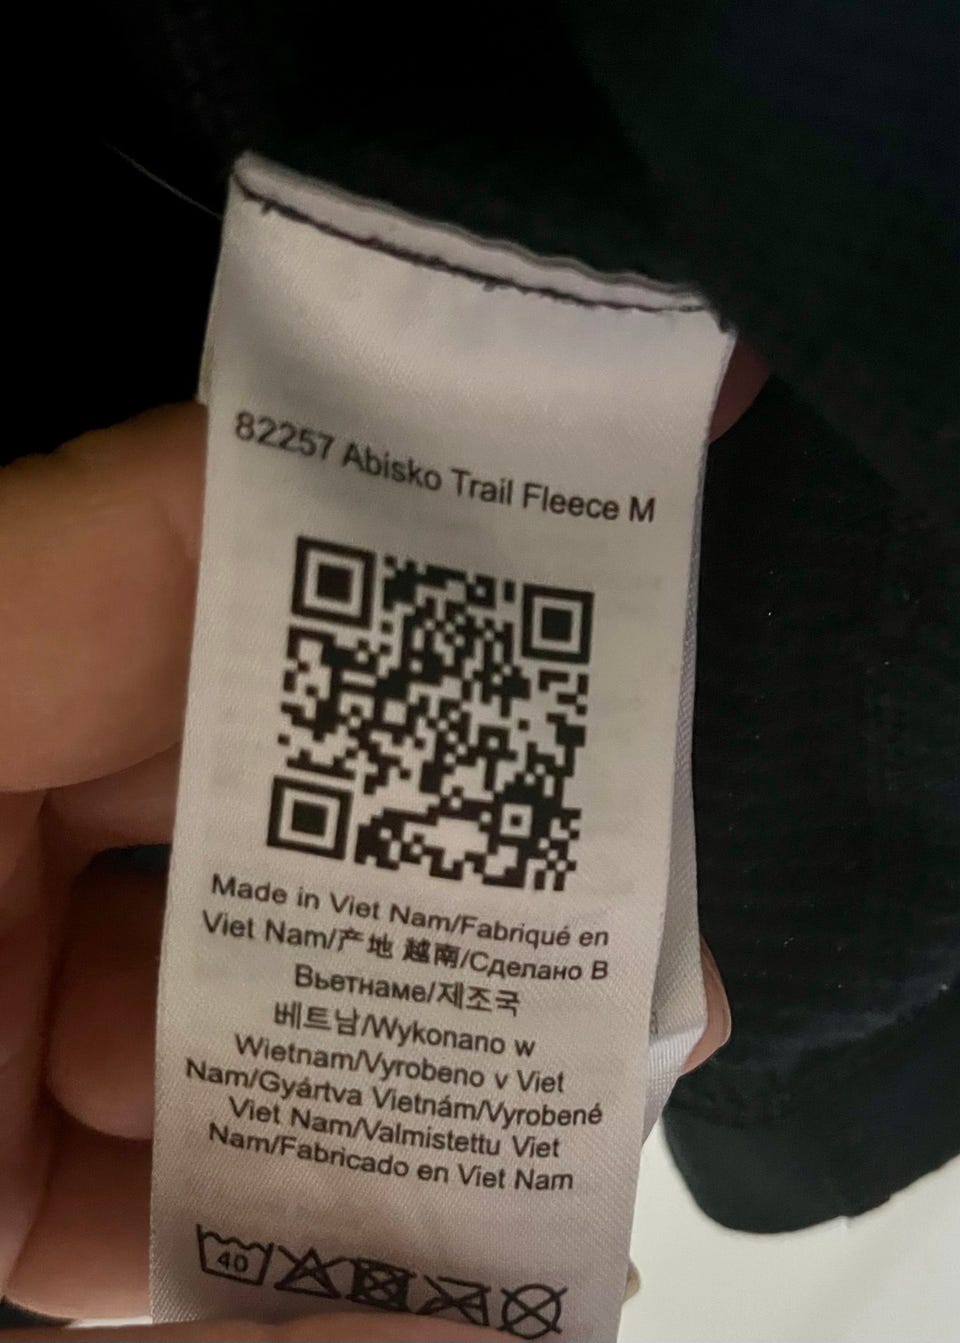 82257 Abisko Trail Fleece M
Made in Viet Nam/Fabriqué en
Viet Nam/产地 越南/Сделано В
Вьетнаме/제조국
베트남/Wykonano w
Wietnam/Vyrobeno v Viet
Nam/Gyártva Vietnám/Vyrobené
Viet Nam/Valmistettu Viet
Nam/Fabricado en Viet Nam
40